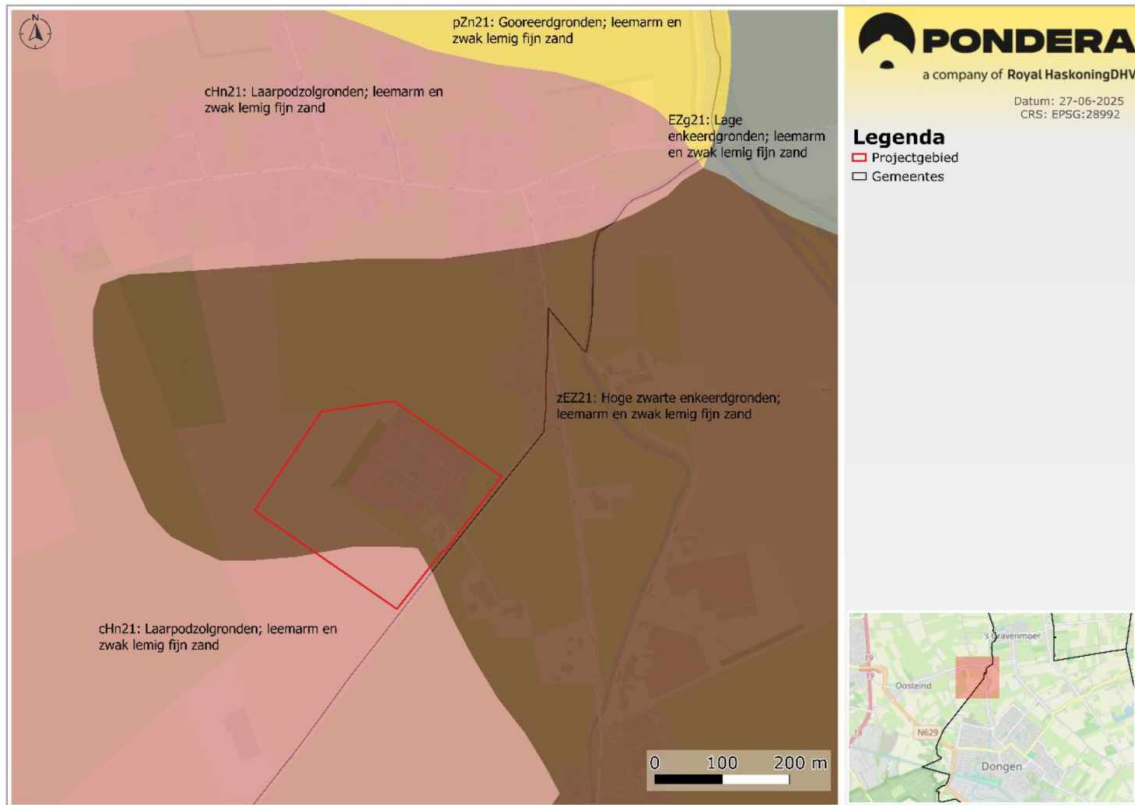 N
pZn21: Gooreerdgronden; leemarm en
zwak lemig fijn zand
cHn21: Laarpodzolgronden; leemarm en
zwak lemig fijn zand
EZg21: Lage
enkeerdgronden; leemarm
en zwak lemig fijn zand
zEZ21: Hoge zwarte enkeerdgronden;
leemarm en zwak lemig fijn zand
cHn21: Laarpodzolgronden; leemarm en
zwak lemig fijn zand
0 100 200 m
PONDERA
a company of Royal HaskoningDHV
Datum: 27-06-2025
CRS: EPSG:28992
Legenda
Projectgebied
Gemeentes
's Gravenmoer
19
19
Oosteind
N629
Dongen